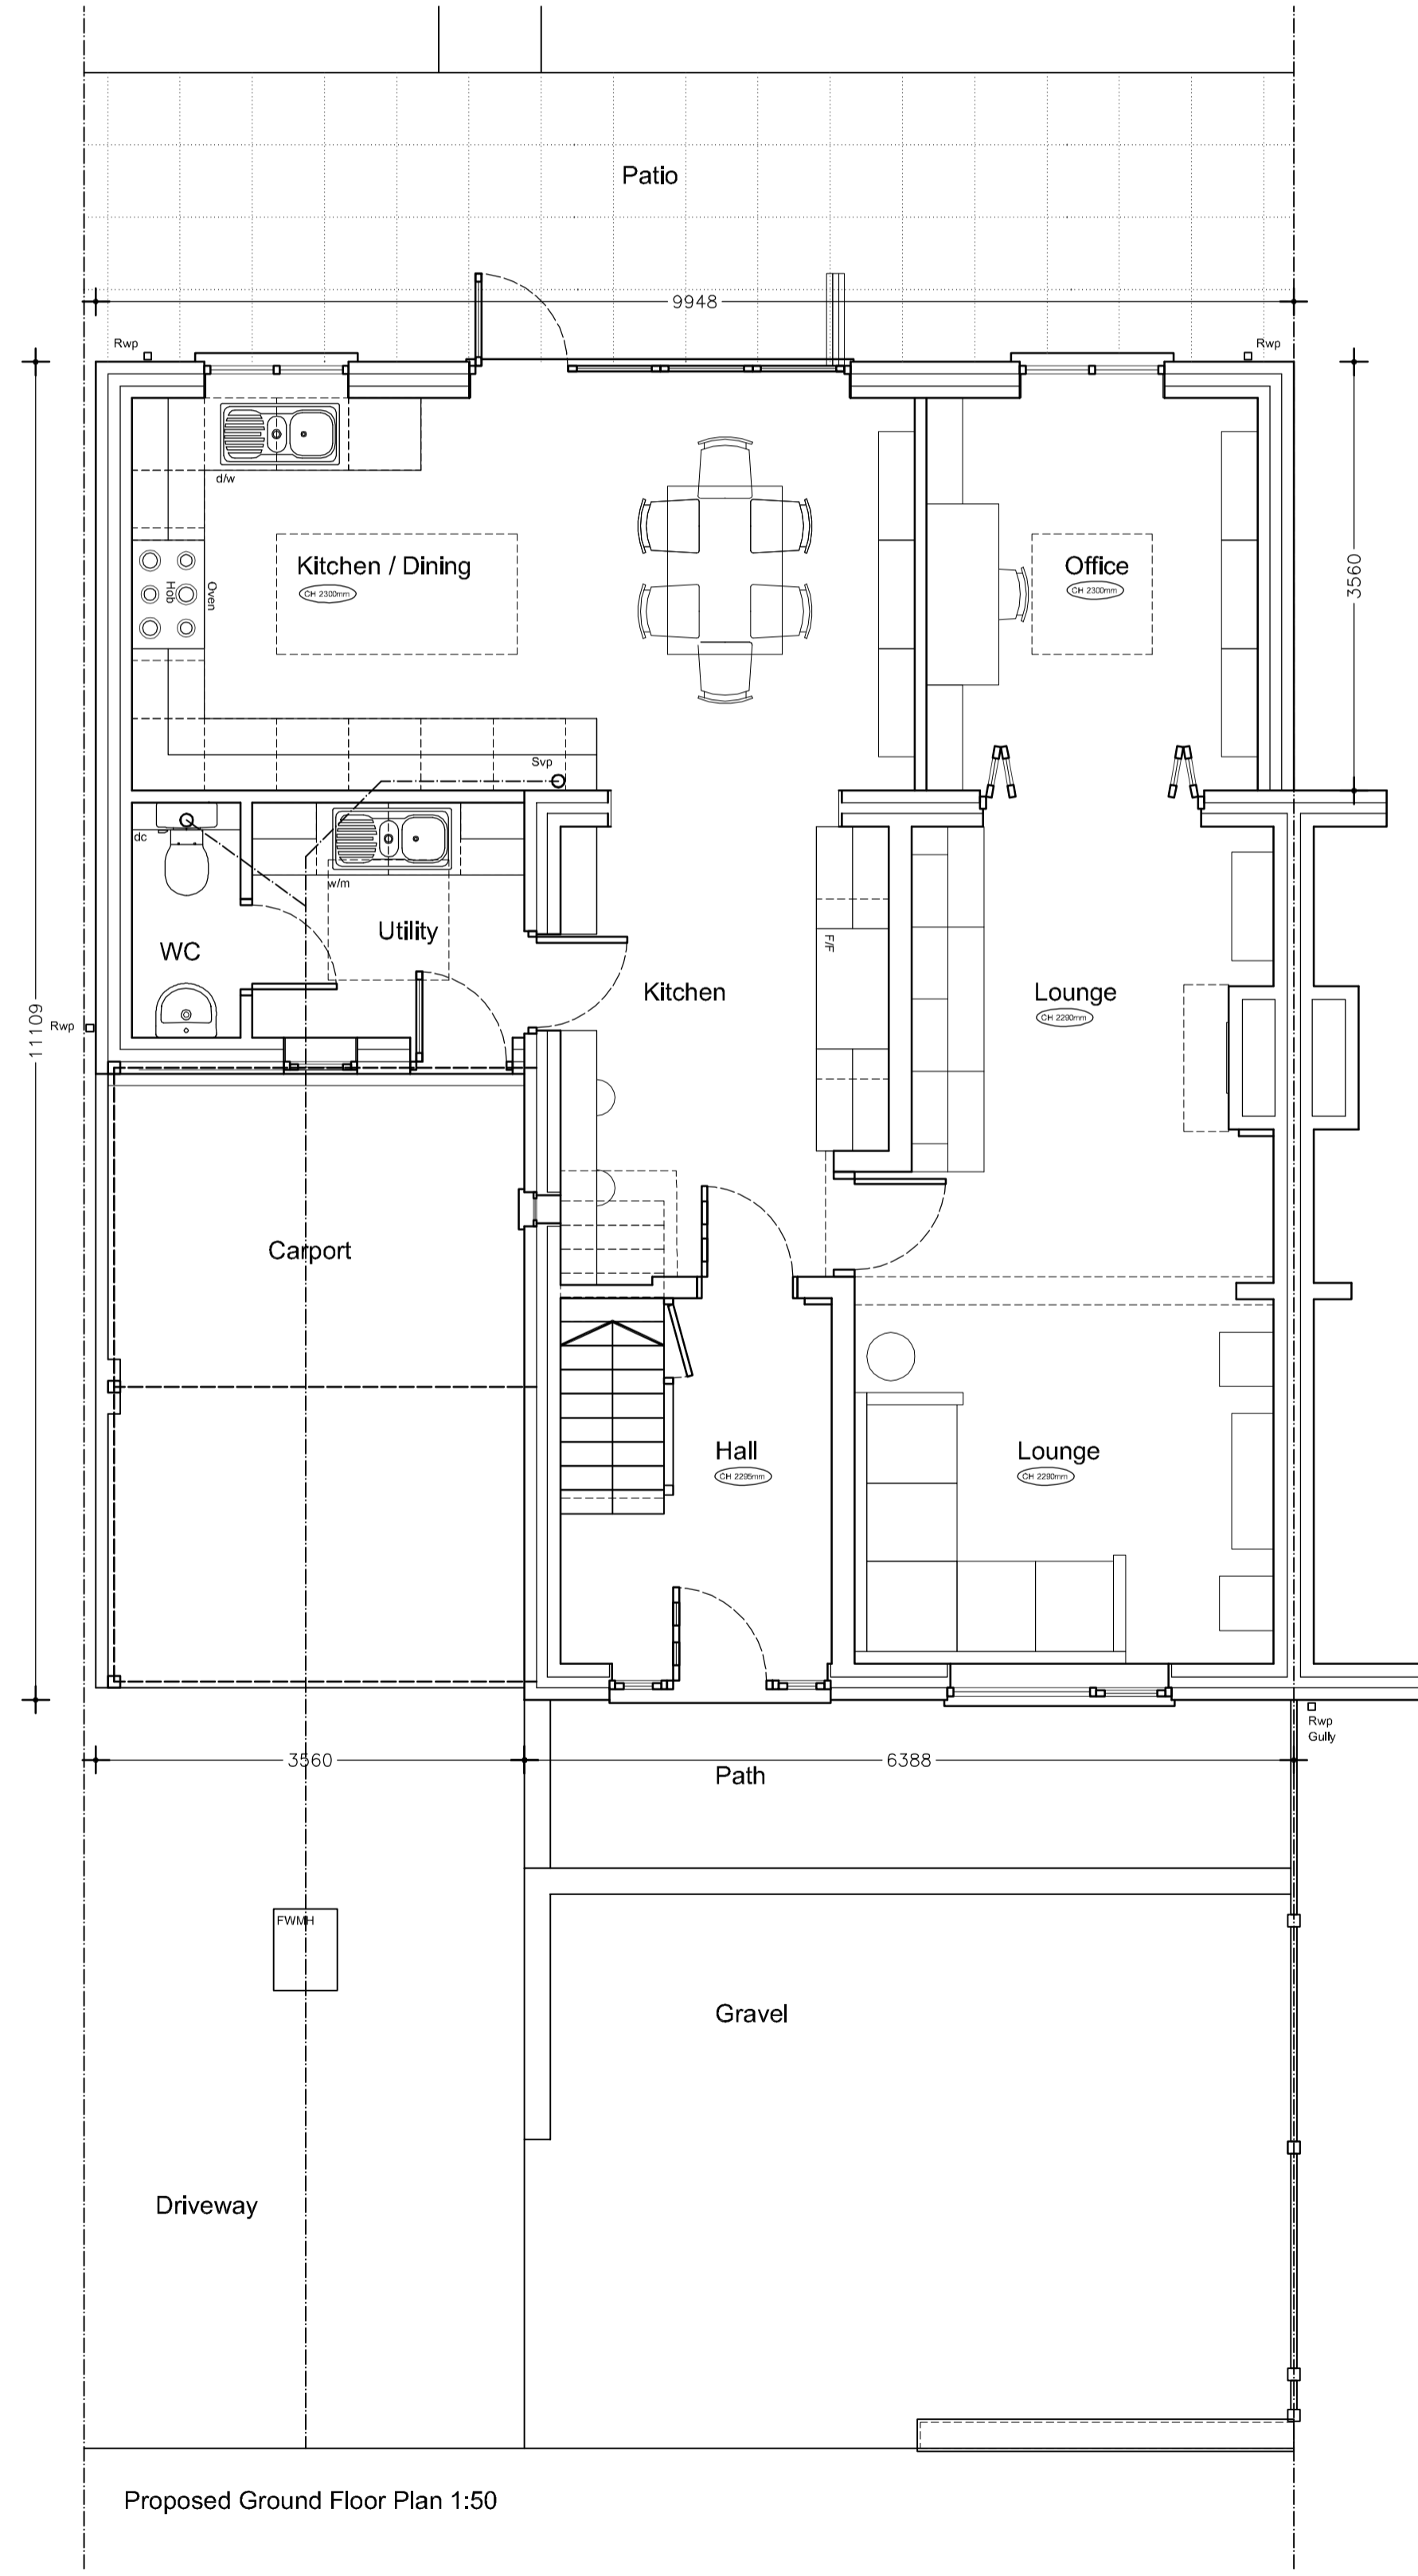 Patio
9948
Rwp
Rwp
d/w
Kitchen / Dining
CH 2300mm
Hob
Oven
Office
CH 2300mm
3560
Svp
dc
w/m
WC
Utility
F/F
Kitchen
Lounge
CH 2290mm
Rwp
11109
Carport
Hall
CH 2295mm
Lounge
CH 2290mm
Rwp
Gully
3560
6388
Path
FWMH
Gravel
Driveway
Proposed Ground Floor Plan 1:50